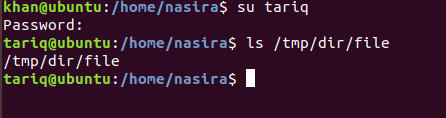 khan@ubuntu:/home/nasira$ su tariq
Password:
tariq@ubuntu:/home/nasira$ ls /tmp/dir/file
/tmp/dir/file
tariq@ubuntu:/home/nasira$